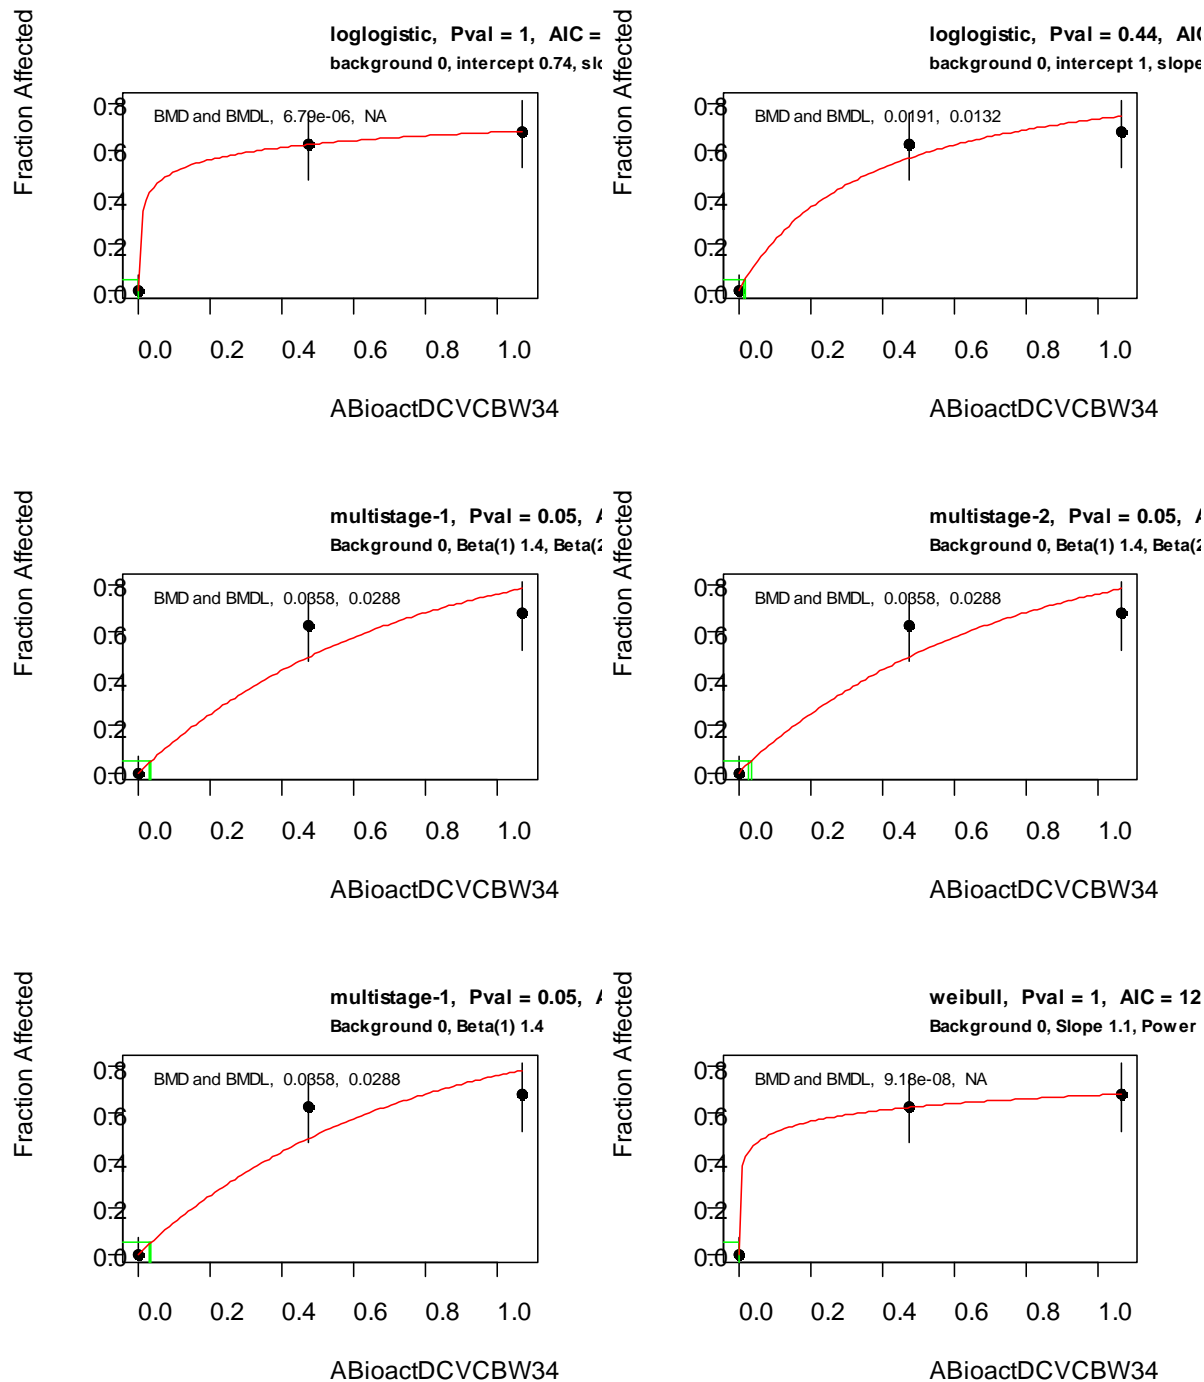 loglogistic, Pval = 1, AIC =
background 0, intercept 0.74, slo
Fraction Affected
BMD and BMDL, 6.79e-06, NA
0.8
0.6
0.4
0.2
0.0
0.0 0.2 0.4 0.6 0.8 1.0
ABioactDCVCBW34
loglogistic, Pval = 0.44, AIC
background 0, intercept 1, slope
Fraction Affected
BMD and BMDL, 0.0191, 0.0132
0.8
0.6
0.4
0.2
0.0
0.0 0.2 0.4 0.6 0.8 1.0
ABioactDCVCBW34
multistage-1, Pval = 0.05, A
Background 0, Beta(1) 1.4, Beta(2
Fraction Affected
BMD and BMDL, 0.0358, 0.0288
0.8
0.6
0.4
0.2
0.0
0.0 0.2 0.4 0.6 0.8 1.0
ABioactDCVCBW34
multistage-2, Pval = 0.05, A
Background 0, Beta(1) 1.4, Beta(2
Fraction Affected
BMD and BMDL, 0.0358, 0.0288
0.8
0.6
0.4
0.2
0.0
0.0 0.2 0.4 0.6 0.8 1.0
ABioactDCVCBW34
multistage-1, Pval = 0.05, A
Background 0, Beta(1) 1.4
Fraction Affected
BMD and BMDL, 0.0358, 0.0288
0.8
0.6
0.4
0.2
0.0
0.0 0.2 0.4 0.6 0.8 1.0
ABioactDCVCBW34
weibull, Pval = 1, AIC = 12
Background 0, Slope 1.1, Power
Fraction Affected
BMD and BMDL, 9.18e-08, NA
0.8
0.6
0.4
0.2
0.0
0.0 0.2 0.4 0.6 0.8 1.0
ABioactDCVCBW34